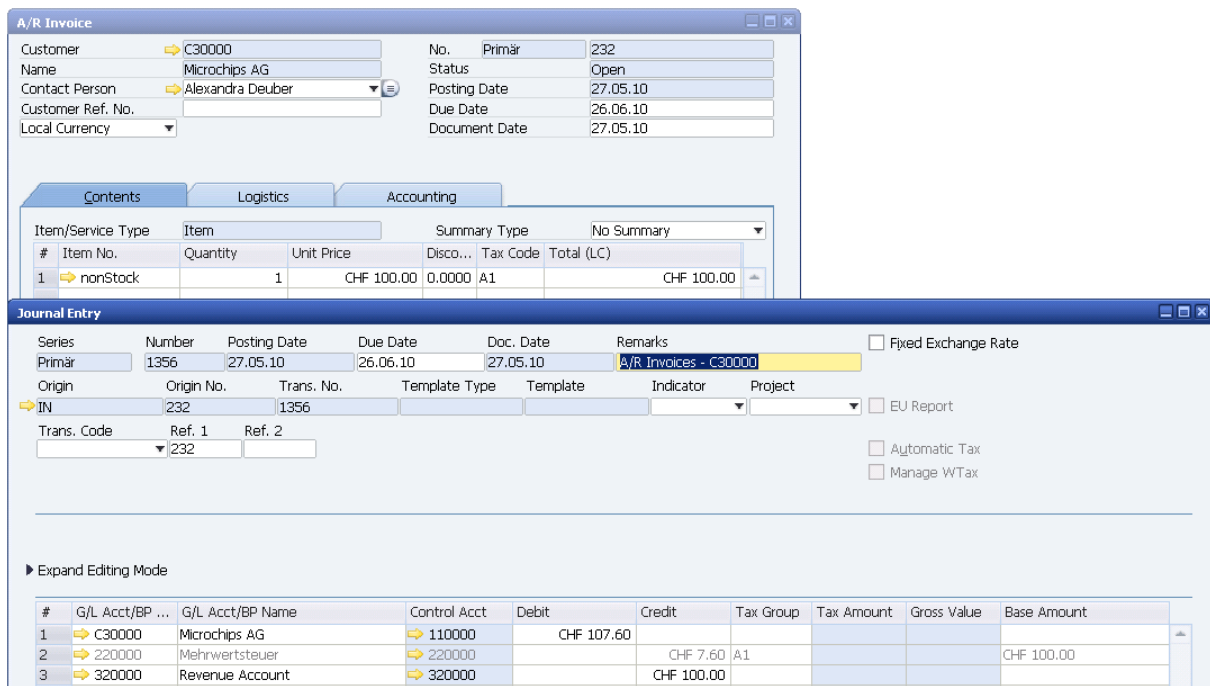 A/R Invoice
Customer C30000 No. Primär 232
Name Microchips AG Status Open
Contact Person Alexandra Deuber Posting Date 27.05.10
Customer Ref. No. Due Date 26.06.10
Local Currency Document Date 27.05.10
Contents Logistics Accounting
Item/Service Type Item Summary Type No Summary
# Item No. Quantity Unit Price Disco... Tax Code Total (LC)
1 nonStock 1 CHF 100.00 0.0000 A1 CHF 100.00
Journal Entry
Series Number Posting Date Due Date Doc. Date Remarks Fixed Exchange Rate
Primär 1356 27.05.10 26.06.10 27.05.10 A/R Invoices - C30000
Origin Origin No. Trans. No. Template Type Template Indicator Project
IN 232 1356 EU Report
Trans. Code Ref. 1 Ref. 2
232 Automatic Tax
Manage WTax
Expand Editing Mode
# G/L Acct/BP ... G/L Acct/BP Name Control Acct Debit Credit Tax Group Tax Amount Gross Value Base Amount
1 C30000 Microchips AG 110000 CHF 107.60
2 220000 Mehrwertsteuer 220000 CHF 7.60 A1 CHF 100.00
3 320000 Revenue Account 320000 CHF 100.00